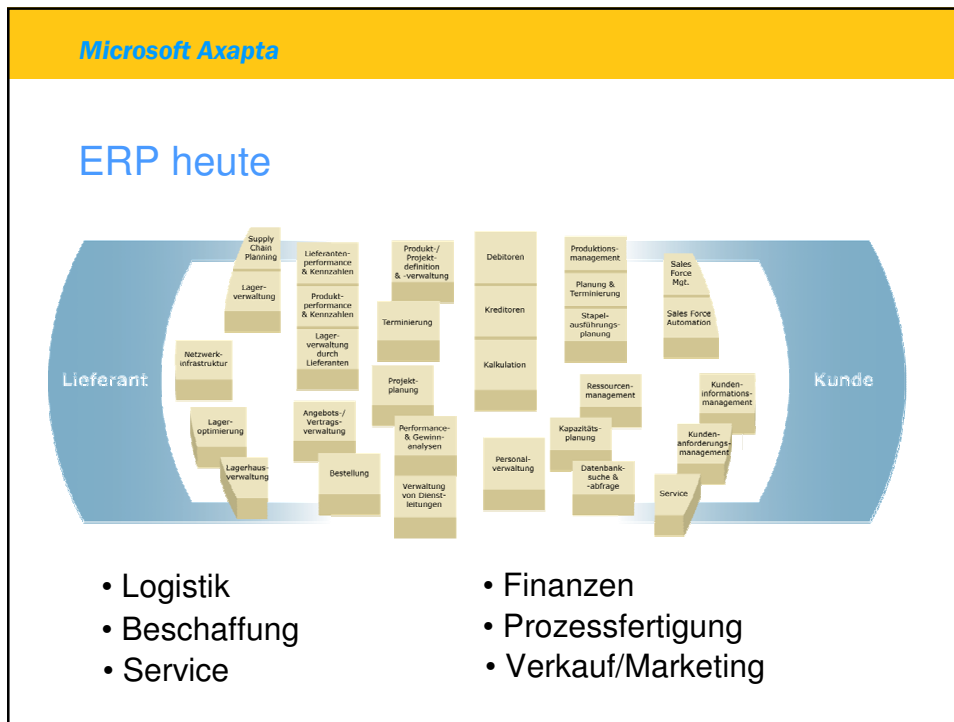 Microsoft Axapta
ERP heute
Lieferant
Supply
Chain
Planning
Lager-
verwaltung
Netzwerk-
infrastruktur
Lager-
optimierung
Lagerhaus-
verwaltung
Lieferanten-
performance
& Kennzahlen
Produkt-
performance
& Kennzahlen
Lager-
verwaltung
durch
Lieferanten
Angebots-/
Vertrags-
verwaltung
Bestellung
Produkt-/
Projekt-
definition
& -verwaltung
Terminierung
Projekt-
planung
Performance-
& Gewinn-
analysen
Verwaltung
von Dienst-
leitungen
Debitoren
Kreditoren
Kalkulation
Personal-
verwaltung
Produktions-
management
Planung &
Terminierung
Stapel-
ausführungs-
planung
Ressourcen-
management
Kapazitäts-
planung
Datenbank-
suche &
-abfrage
Sales
Force
Mgt.
Sales Force
Automation
Kunden-
informations-
management
Kunden-
anforderungs-
management
Service
Kunde
• Logistik
• Beschaffung
• Service
• Finanzen
• Prozessfertigung
• Verkauf/Marketing